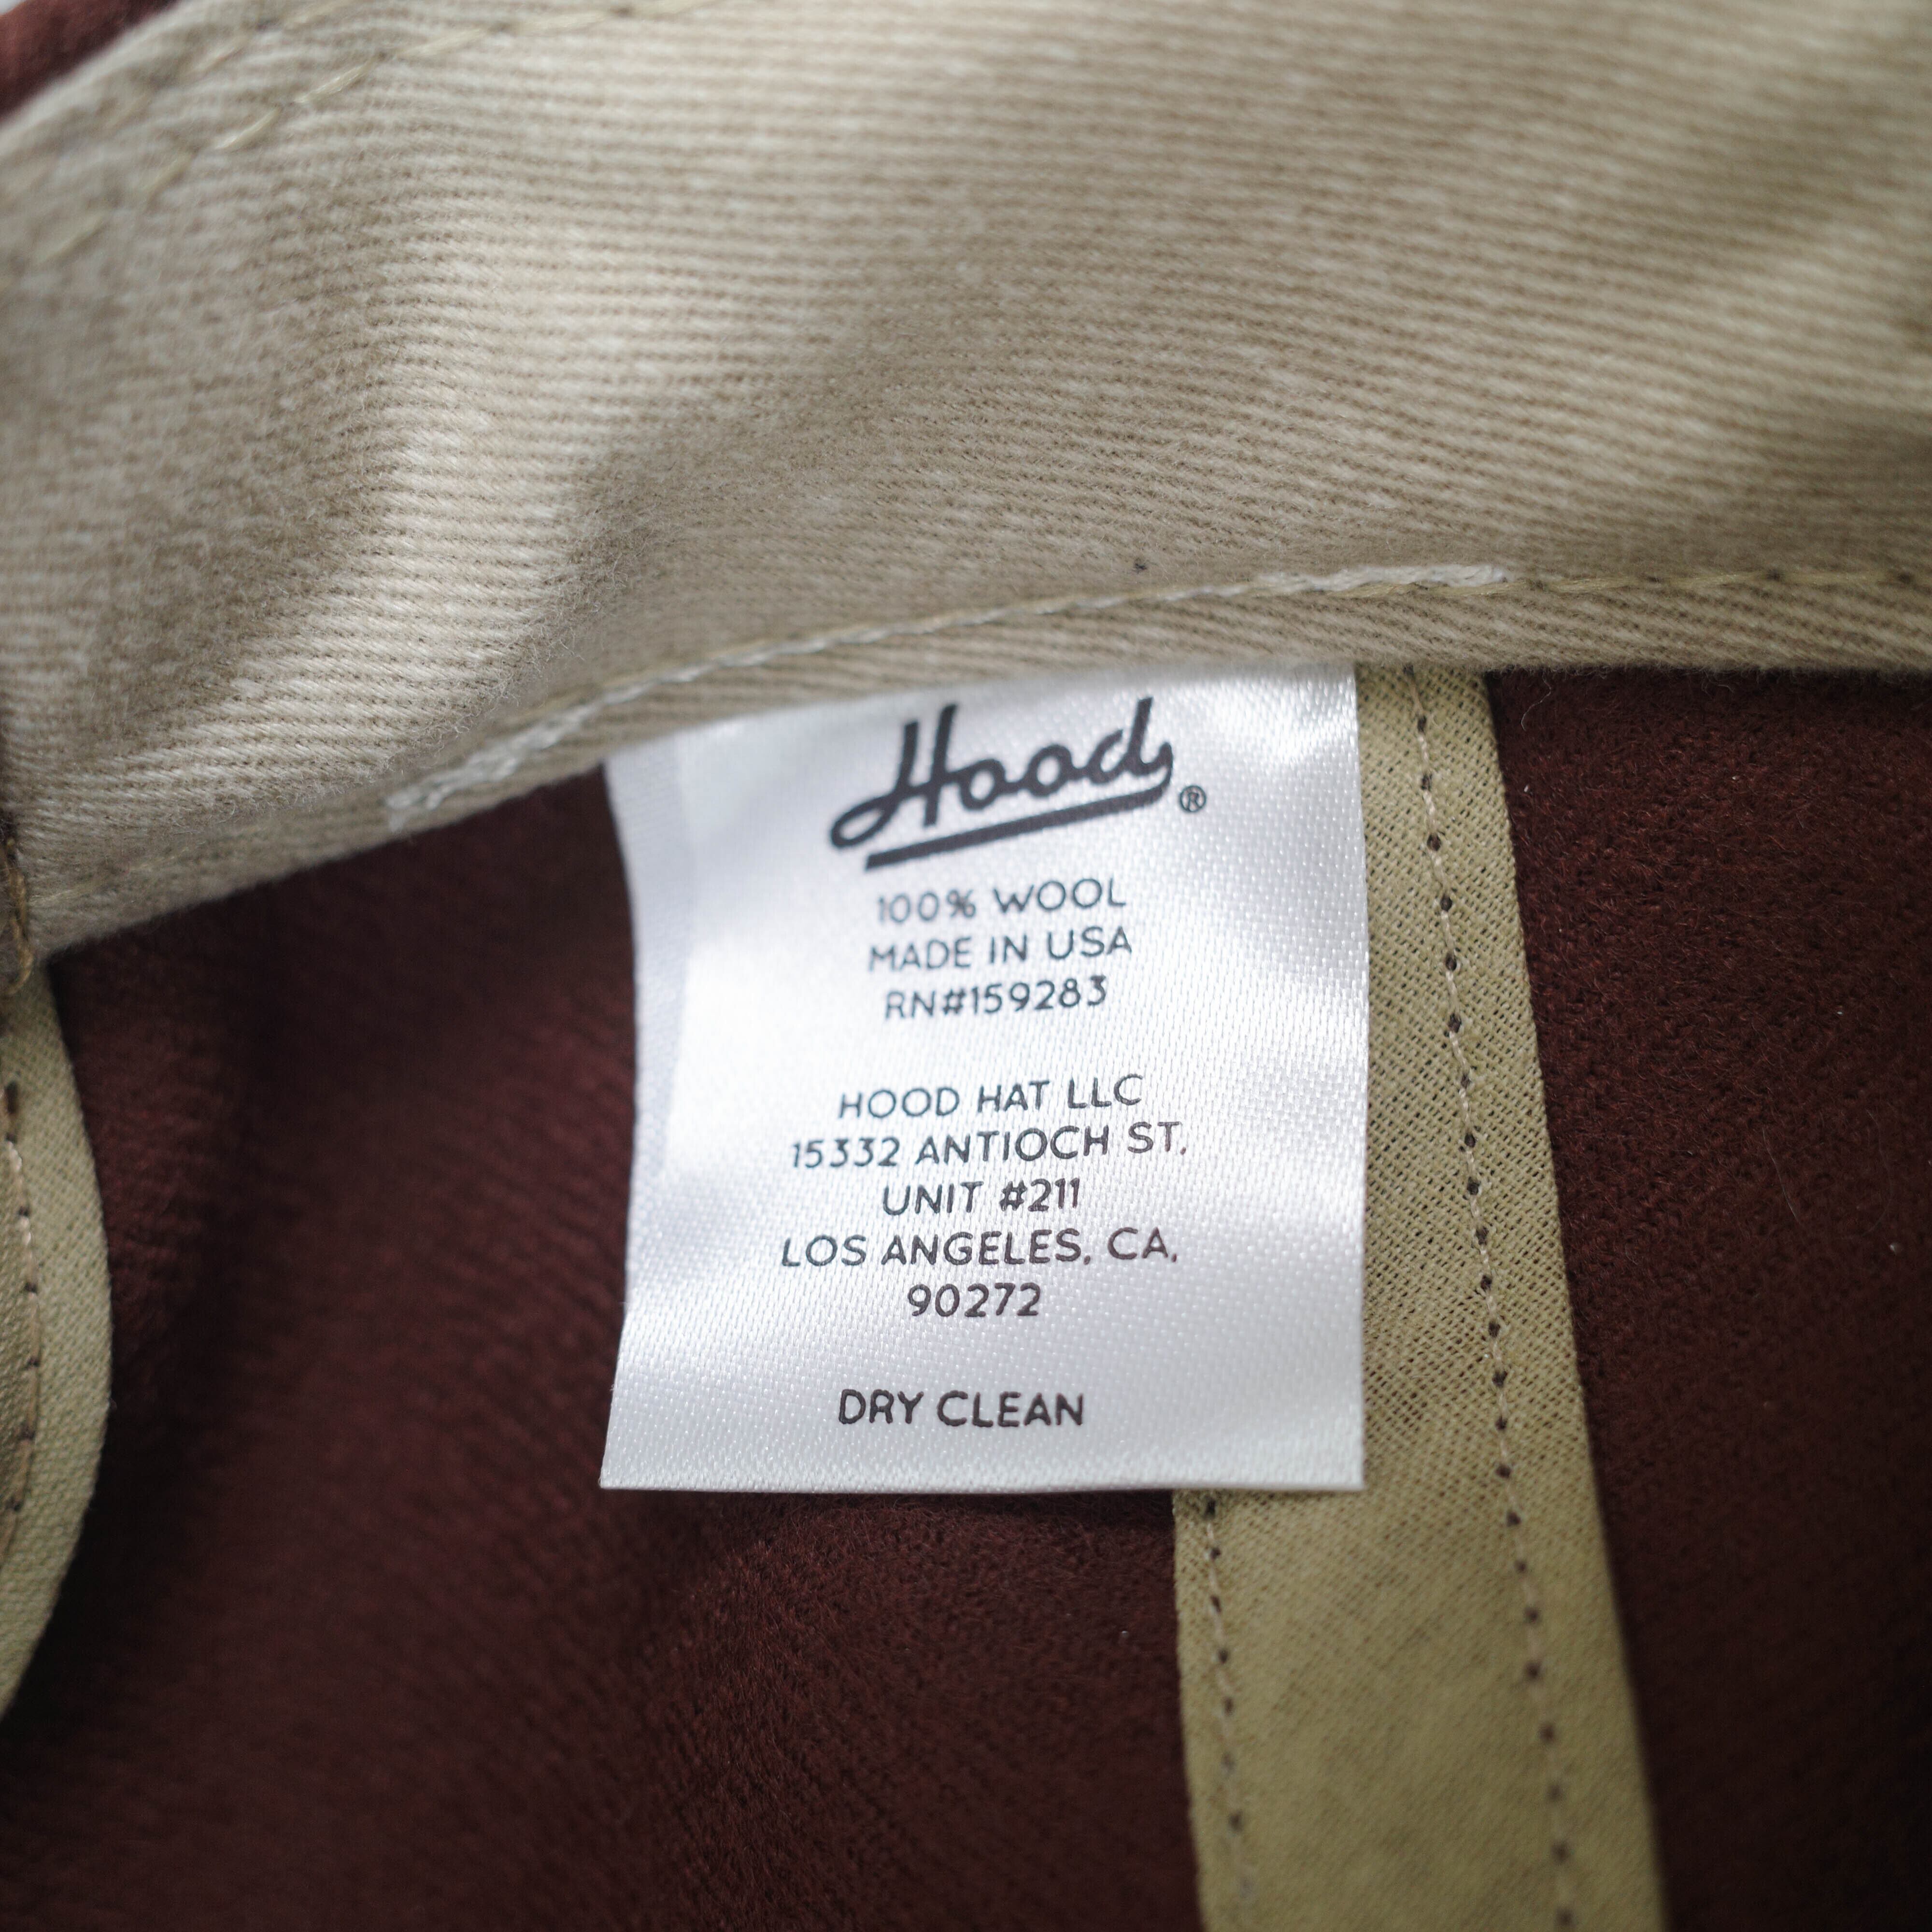 Hood®
100% WOOL
MADE IN USA
RN#159283
HOOD HAT LLC
15332 ANTIOCH ST.
UNIT #211
LOS ANGELES, CA,
90272
DRY CLEAN